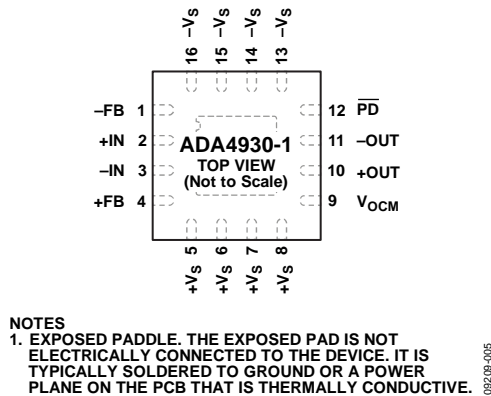 16 –VS
15 –VS
14 –VS
13 –VS
–FB 1
+IN 2
–IN 3
+FB 4
ADA4930-1
TOP VIEW
(Not to Scale)
12 PD
11 –OUT
10 +OUT
9 VOCM
5 +VS
6 +VS
7 +VS
8 +VS
NOTES
1. EXPOSED PADDLE. THE EXPOSED PAD IS NOT
ELECTRICALLY CONNECTED TO THE DEVICE. IT IS
TYPICALLY SOLDERED TO GROUND OR A POWER
PLANE ON THE PCB THAT IS THERMALLY CONDUCTIVE.
09209-005